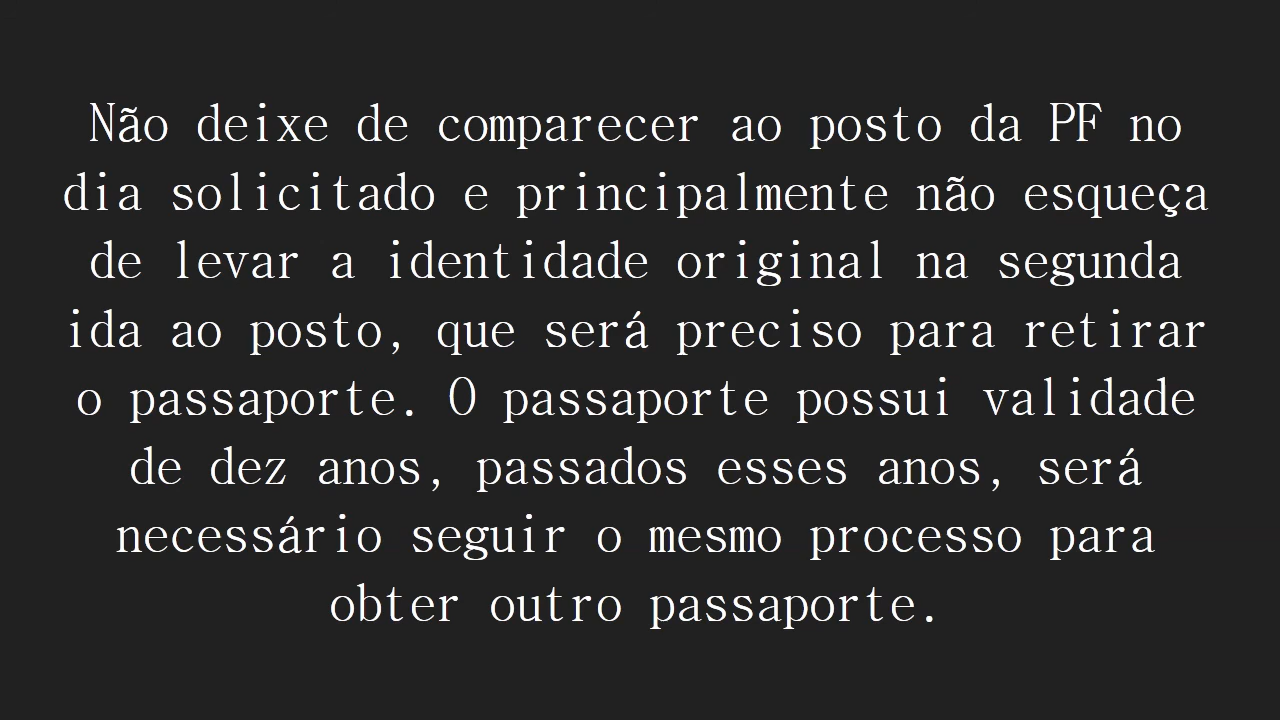 Não deixe de comparecer ao posto da PF no
dia solicitado e principalmente não esqueça
de levar a identidade original na segunda
ida ao posto, que será preciso para retirar
o passaporte. O passaporte possui validade
de dez anos, passados esses anos, será
necessário seguir o mesmo processo para
obter outro passaporte.